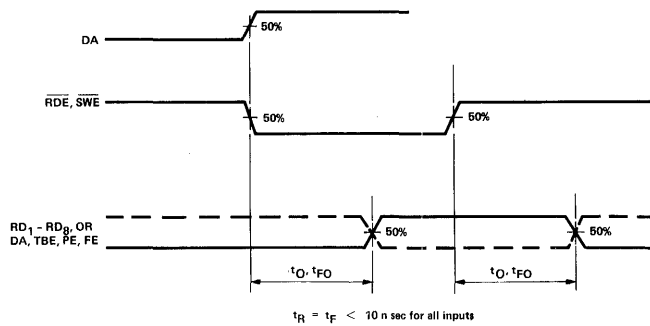 DA
50%
RDE, SWE
50%
50%
RD1 - RD8, OR
DA, TBE, PE, FE
50%
50%
tO, tFO
tO, tFO
tR = tF < 10 n sec for all inputs